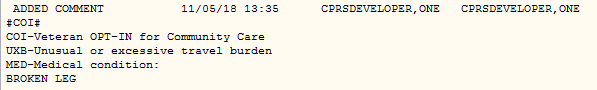 ADDED COMMENT 11/05/18 13:35 CPRSDEVELOPER,ONE CPRSDEVELOPER,ONE
#COI#
COI-Veteran OPT-IN for Community Care
UXB-Unusual or excessive travel burden
MED-Medical condition:
BROKEN LEG